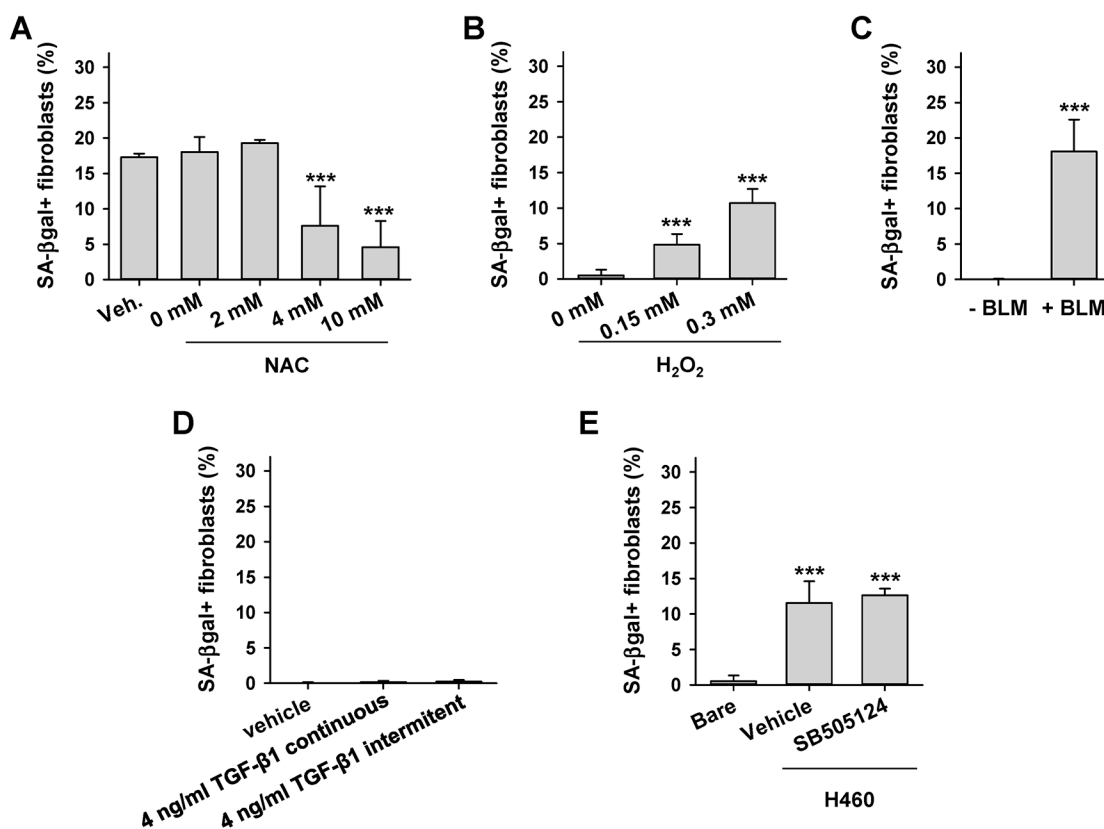 A
SA-βgal+ fibroblasts (%)
30
25
20
15
10
5
0
*** ***
Veh. 0 mM 2 mM 4 mM 10 mM
NAC
B
SA-βgal+ fibroblasts (%)
30
25
20
15
10
5
0
*** ***
0 mM 0.15 mM 0.3 mM
H₂O₂
C
SA-βgal+ fibroblasts (%)
30
25
20
15
10
5
0
***
- BLM + BLM
D
SA-βgal+ fibroblasts (%)
30
25
20
15
10
5
0
vehicle
4 ng/ml TGF-β1 continuous
4 ng/ml TGF-β1 intermitent
E
SA-βgal+ fibroblasts (%)
30
25
20
15
10
5
0
*** ***
Bare Vehicle SB505124
H460